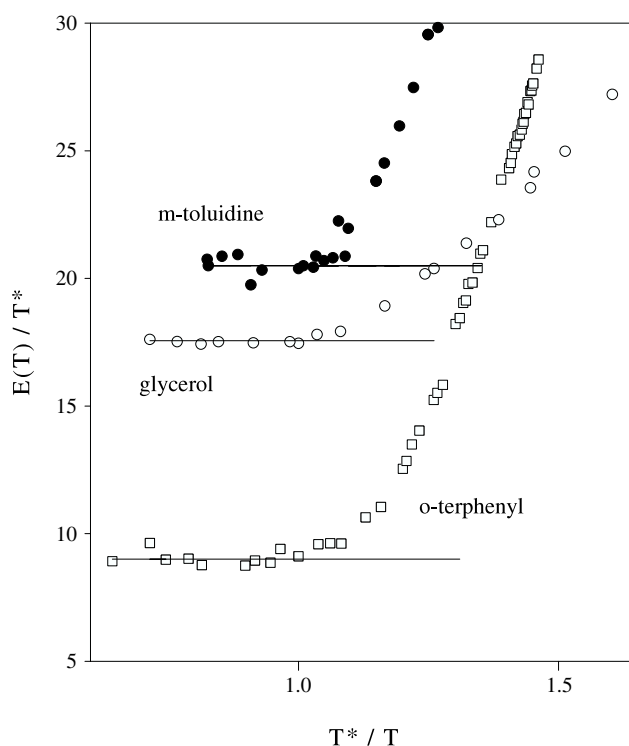 30
25
20
15
10
5
E(T) / T*
m-toluidine
glycerol
o-terphenyl
1.0
1.5
T* / T